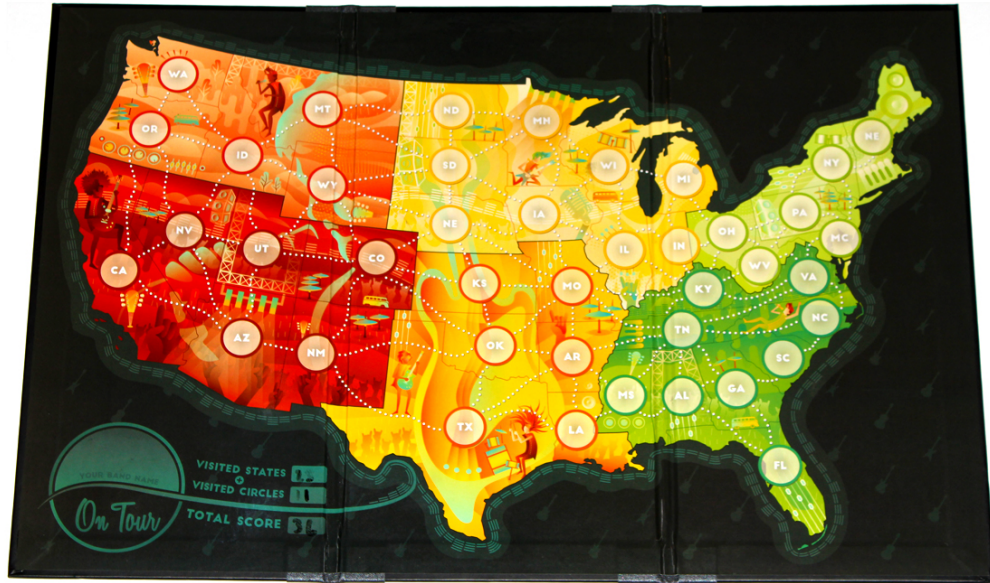 WA
MT
ND
MN
OR
ID
SD
WI
MI
NE
NY
WY
NE
IA
PA
NV
UT
CO
IL
IN
OH
MC
CA
KS
MO
KY
WV
VA
AZ
NM
OK
AR
TN
NC
SC
TX
LA
MS
AL
GA
FL
YOUR BAND NAME
On Tour
VISITED STATES
+
VISITED CIRCLES
TOTAL SCORE